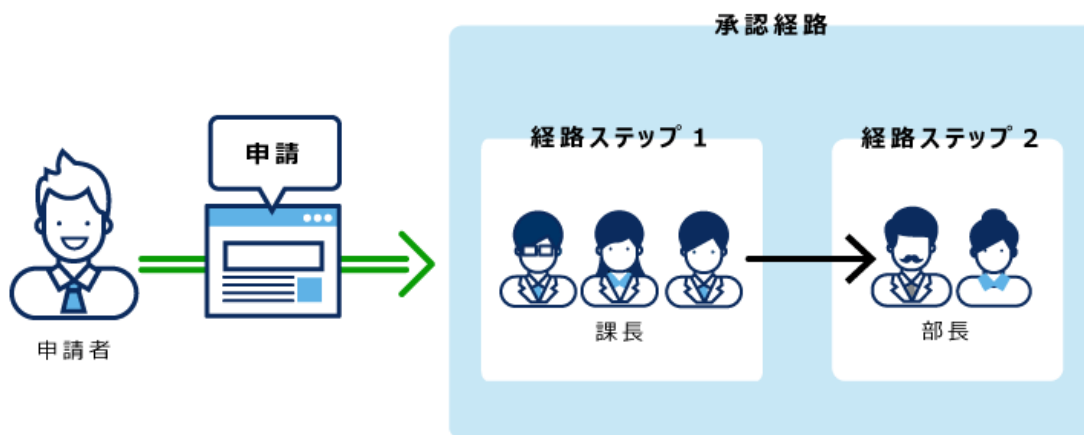 承認経路
申請
経路ステップ 1
経路ステップ 2
申請者
課長
部長